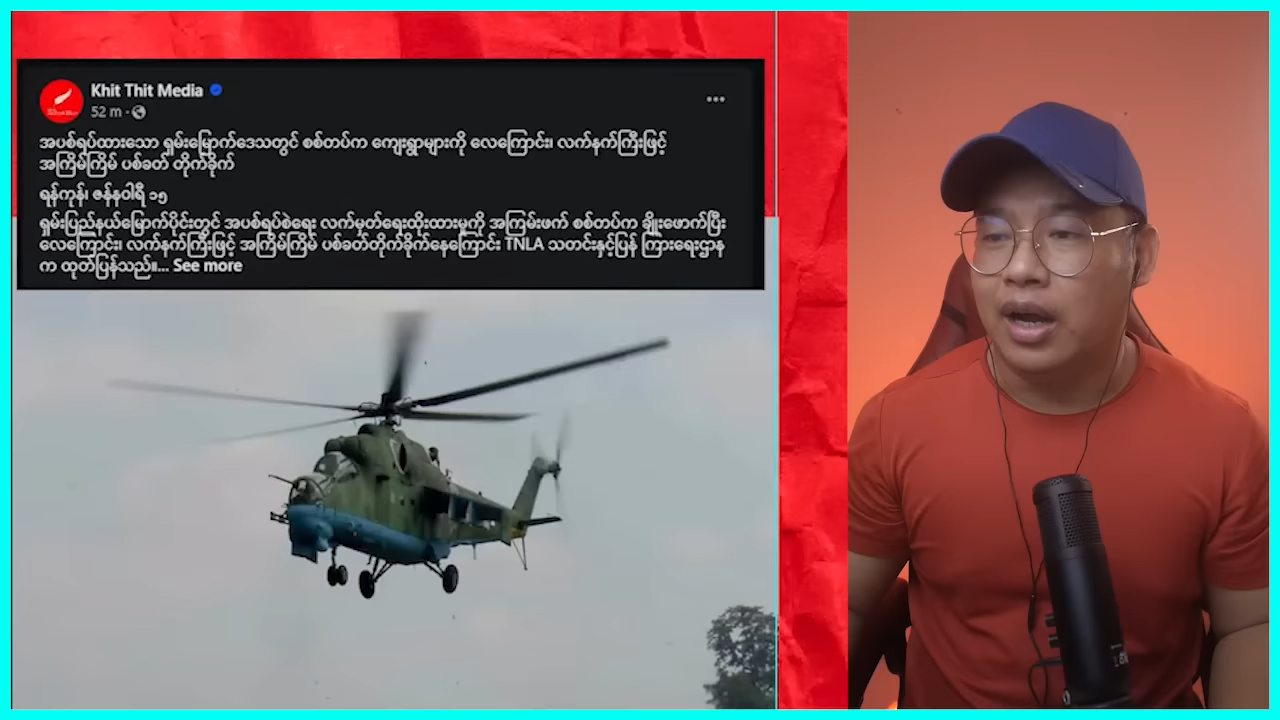 Khit Thit Media
52 m
အပစ်ရပ်ထားသော ရှမ်းမြောက်ဒေသတွင် စစ်တပ်က ကျေးရွာများကို လေကြောင်း၊ လက်နက်ကြီးဖြင့်
အကြိမ်ကြိမ် ပစ်ခတ် တိုက်ခိုက်
ရန်ကုန်၊ ဇန်နဝါရီ ၁၅
ရှမ်းပြည်နယ်မြောက်ပိုင်းတွင် အပစ်ရပ်စဲရေး လက်မှတ်ရေးထိုးထားမှုကို အကြမ်းဖက် စစ်တပ်က ချိုးဖောက်ပြီး
လေကြောင်း၊ လက်နက်ကြီးဖြင့် အကြိမ်ကြိမ် ပစ်ခတ်တိုက်ခိုက်နေကြောင်း TNLA သတင်းနှင့်ပြန် ကြားရေးဌာန
က ထုတ်ပြန်သည်။... See more